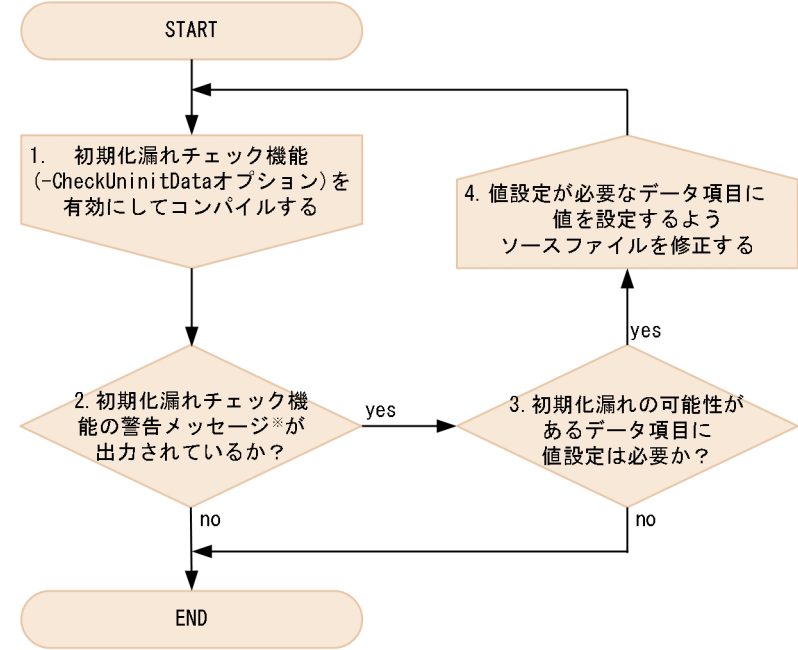 START
1. 初期化漏れチェック機能
(-CheckUninitDataオプション)を
有効にしてコンパイルする
4. 値設定が必要なデータ項目に
値を設定するよう
ソースファイルを修正する
yes
2. 初期化漏れチェック機
能の警告メッセージ※が
出力されているか？
yes
3. 初期化漏れの可能性が
あるデータ項目に
値設定は必要か？
no
no
END